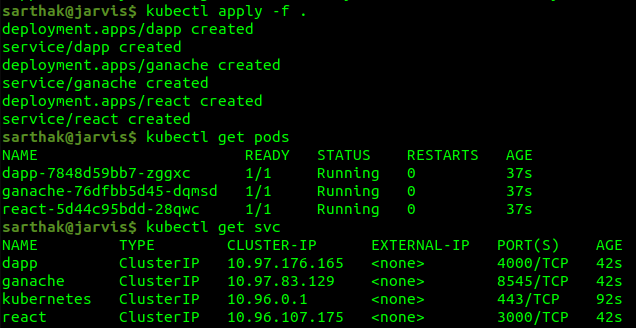 sarthak@jarvis$ kubectl apply -f .
deployment.apps/dapp created
service/dapp created
deployment.apps/ganache created
service/ganache created
deployment.apps/react created
service/react created
sarthak@jarvis$ kubectl get pods
NAME                       READY   STATUS    RESTARTS   AGE
dapp-7848d59bb7-zggxc      1/1     Running   0          37s
ganache-76dfbb5d45-dqmsd   1/1     Running   0          37s
react-5d44c95bdd-28qwc     1/1     Running   0          37s
sarthak@jarvis$ kubectl get svc
NAME         TYPE        CLUSTER-IP      EXTERNAL-IP   PORT(S)    AGE
dapp         ClusterIP   10.97.176.165   <none>        4000/TCP   42s
ganache      ClusterIP   10.97.83.129    <none>        8545/TCP   42s
kubernetes   ClusterIP   10.96.0.1       <none>        443/TCP    92s
react        ClusterIP   10.96.107.175   <none>        3000/TCP   42s